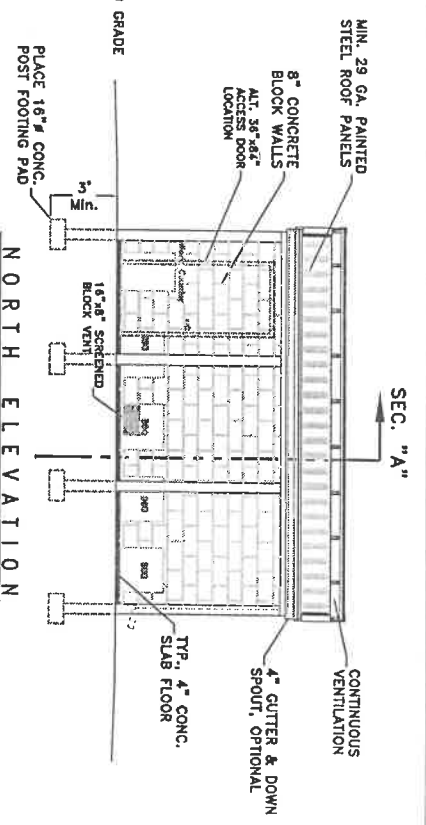 MIN. 29 GA. PAINTED
STEEL ROOF PANELS
8" CONCRETE
BLOCK WALLS
ALT. 36"x84"
ACCESS DOOR
LOCATION
GRADE
3'
Min.
PLACE 16"ø CONC.
POST FOOTING PAD
16"x8" SCREENED
BLOCK VENT
SEC. "A"
CONTINUOUS
VENTILATION
4" GUTTER & DOWN
SPOUT, OPTIONAL
TYP., 4" CONC.
SLAB FLOOR
NORTH ELEVATION